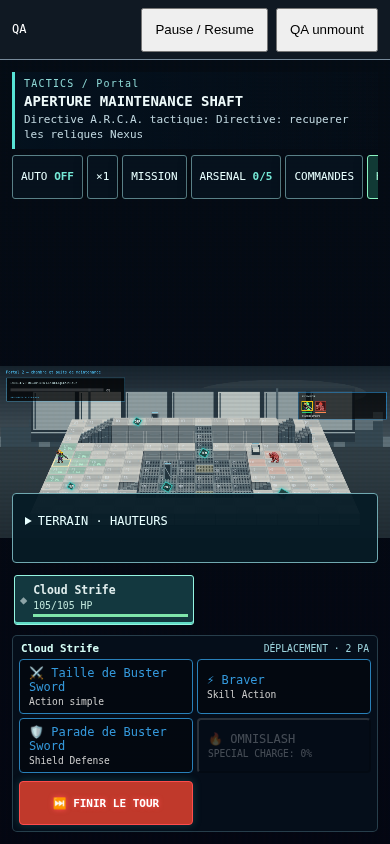 QA
Pause / Resume
QA unmount
TACTICS / Portal
APERTURE MAINTENANCE SHAFT
Directive A.R.C.A. tactique: Directive: recuperer
les reliques Nexus
AUTO OFF
×1
MISSION
ARSENAL 0/5
COMMANDES
▶ TERRAIN · HAUTEURS
◆
Cloud Strife
105/105 HP
Cloud Strife
DÉPLACEMENT · 2 PA
⚔️ Taille de Buster
Sword
Action simple
⚡ Braver
Skill Action
🛡️ Parade de Buster
Sword
Shield Defense
🔥 OMNISLASH
SPECIAL CHARGE: 0%
⏩ FINIR LE TOUR